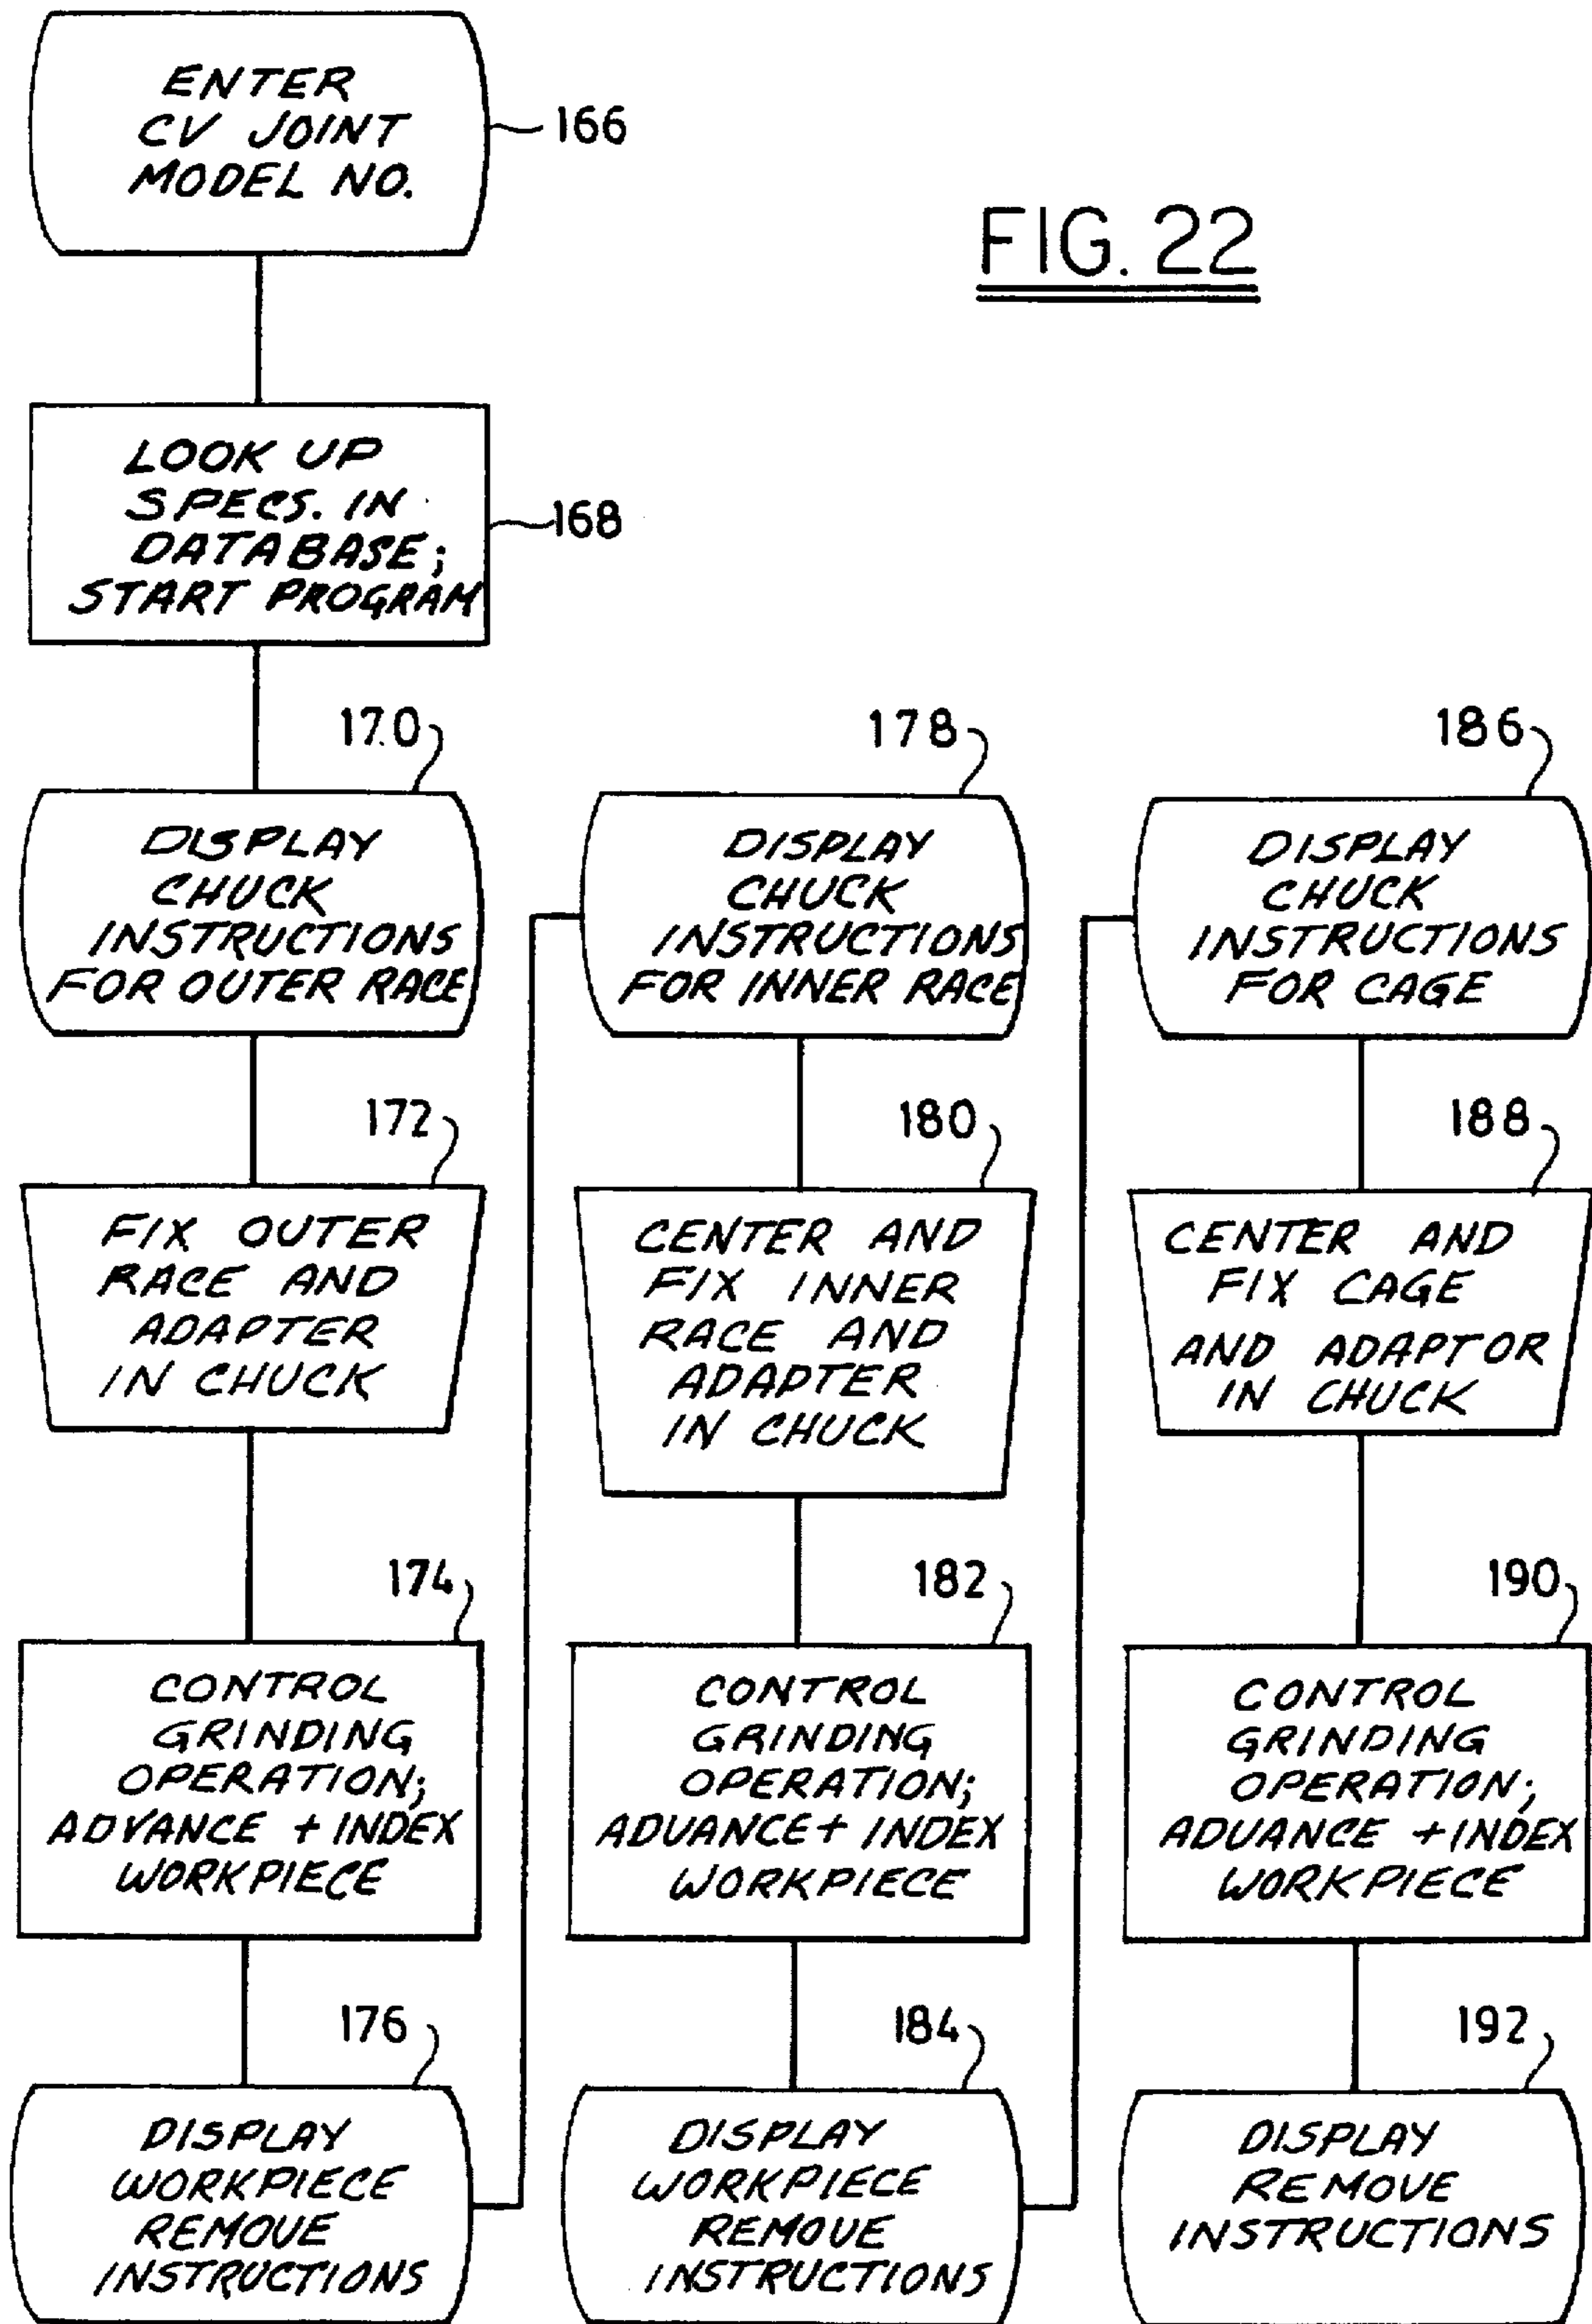 ENTER
CV JOINT
MODEL NO.
166
FIG. 22
LOOK UP
SPECS. IN
DATABASE;
START PROGRAM
168
170
DISPLAY
CHUCK
INSTRUCTIONS
FOR OUTER RACE
172
FIX OUTER
RACE AND
ADAPTER
IN CHUCK
174
CONTROL
GRINDING
OPERATION;
ADVANCE + INDEX
WORKPIECE
176
DISPLAY
WORKPIECE
REMOVE
INSTRUCTIONS
178
DISPLAY
CHUCK
INSTRUCTIONS
FOR INNER RACE
180
CENTER AND
FIX INNER
RACE AND
ADAPTER
IN CHUCK
182
CONTROL
GRINDING
OPERATION;
ADVANCE + INDEX
WORKPIECE
184
DISPLAY
WORKPIECE
REMOVE
INSTRUCTIONS
186
DISPLAY
CHUCK
INSTRUCTIONS
FOR CAGE
188
CENTER AND
FIX CAGE
AND ADAPTOR
IN CHUCK
190
CONTROL
GRINDING
OPERATION;
ADVANCE + INDEX
WORKPIECE
192
DISPLAY
REMOVE
INSTRUCTIONS